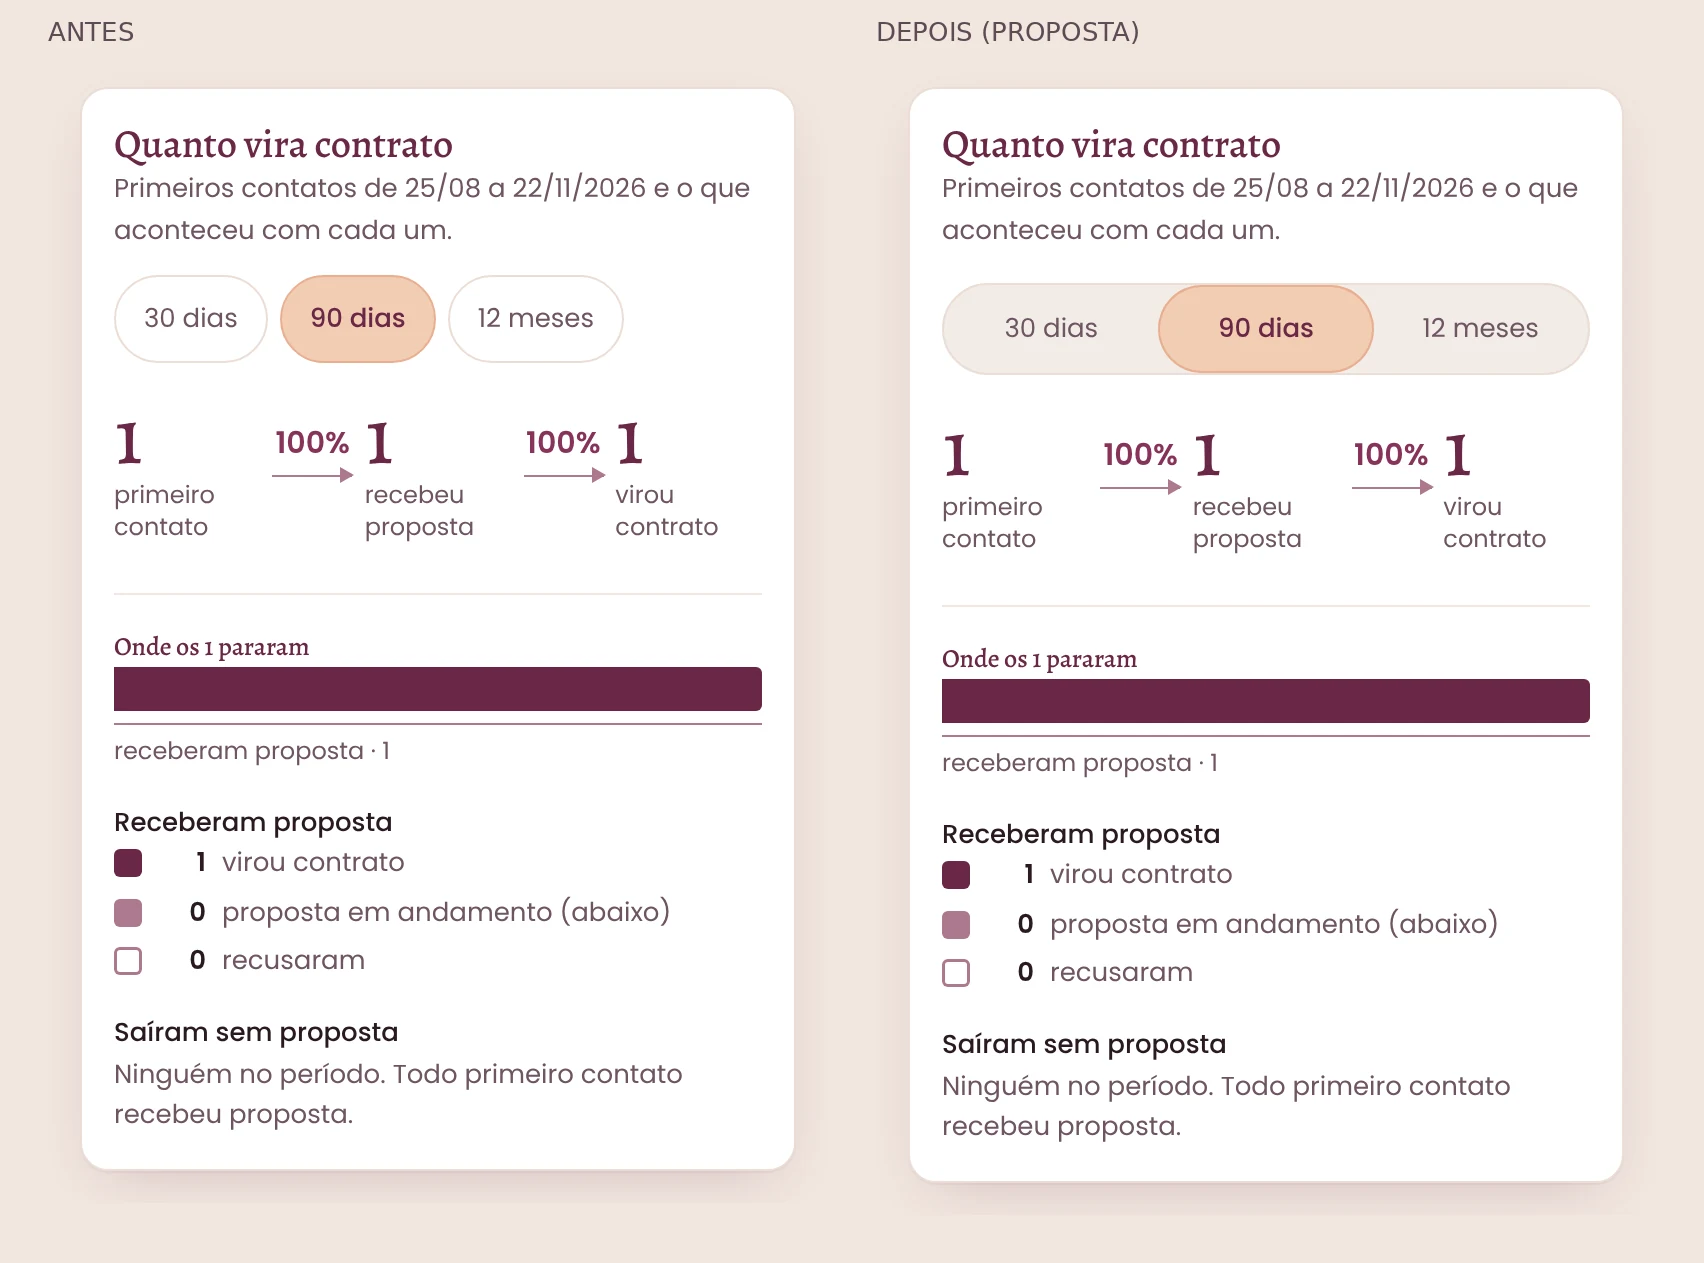 ANTES
Quanto vira contrato
Primeiros contatos de 25/08 a 22/11/2026 e o que
aconteceu com cada um.
30 dias
90 dias
12 meses
1
100%
1
100%
1
primeiro
contato
recebeu
proposta
virou
contrato
Onde os 1 pararam
receberam proposta · 1
Receberam proposta
1 virou contrato
0 proposta em andamento (abaixo)
0 recusaram
Saíram sem proposta
Ninguém no período. Todo primeiro contato
recebeu proposta.
DEPOIS (PROPOSTA)
Quanto vira contrato
Primeiros contatos de 25/08 a 22/11/2026 e o que
aconteceu com cada um.
30 dias
90 dias
12 meses
1
100%
1
100%
1
primeiro
contato
recebeu
proposta
virou
contrato
Onde os 1 pararam
receberam proposta · 1
Receberam proposta
1 virou contrato
0 proposta em andamento (abaixo)
0 recusaram
Saíram sem proposta
Ninguém no período. Todo primeiro contato
recebeu proposta.